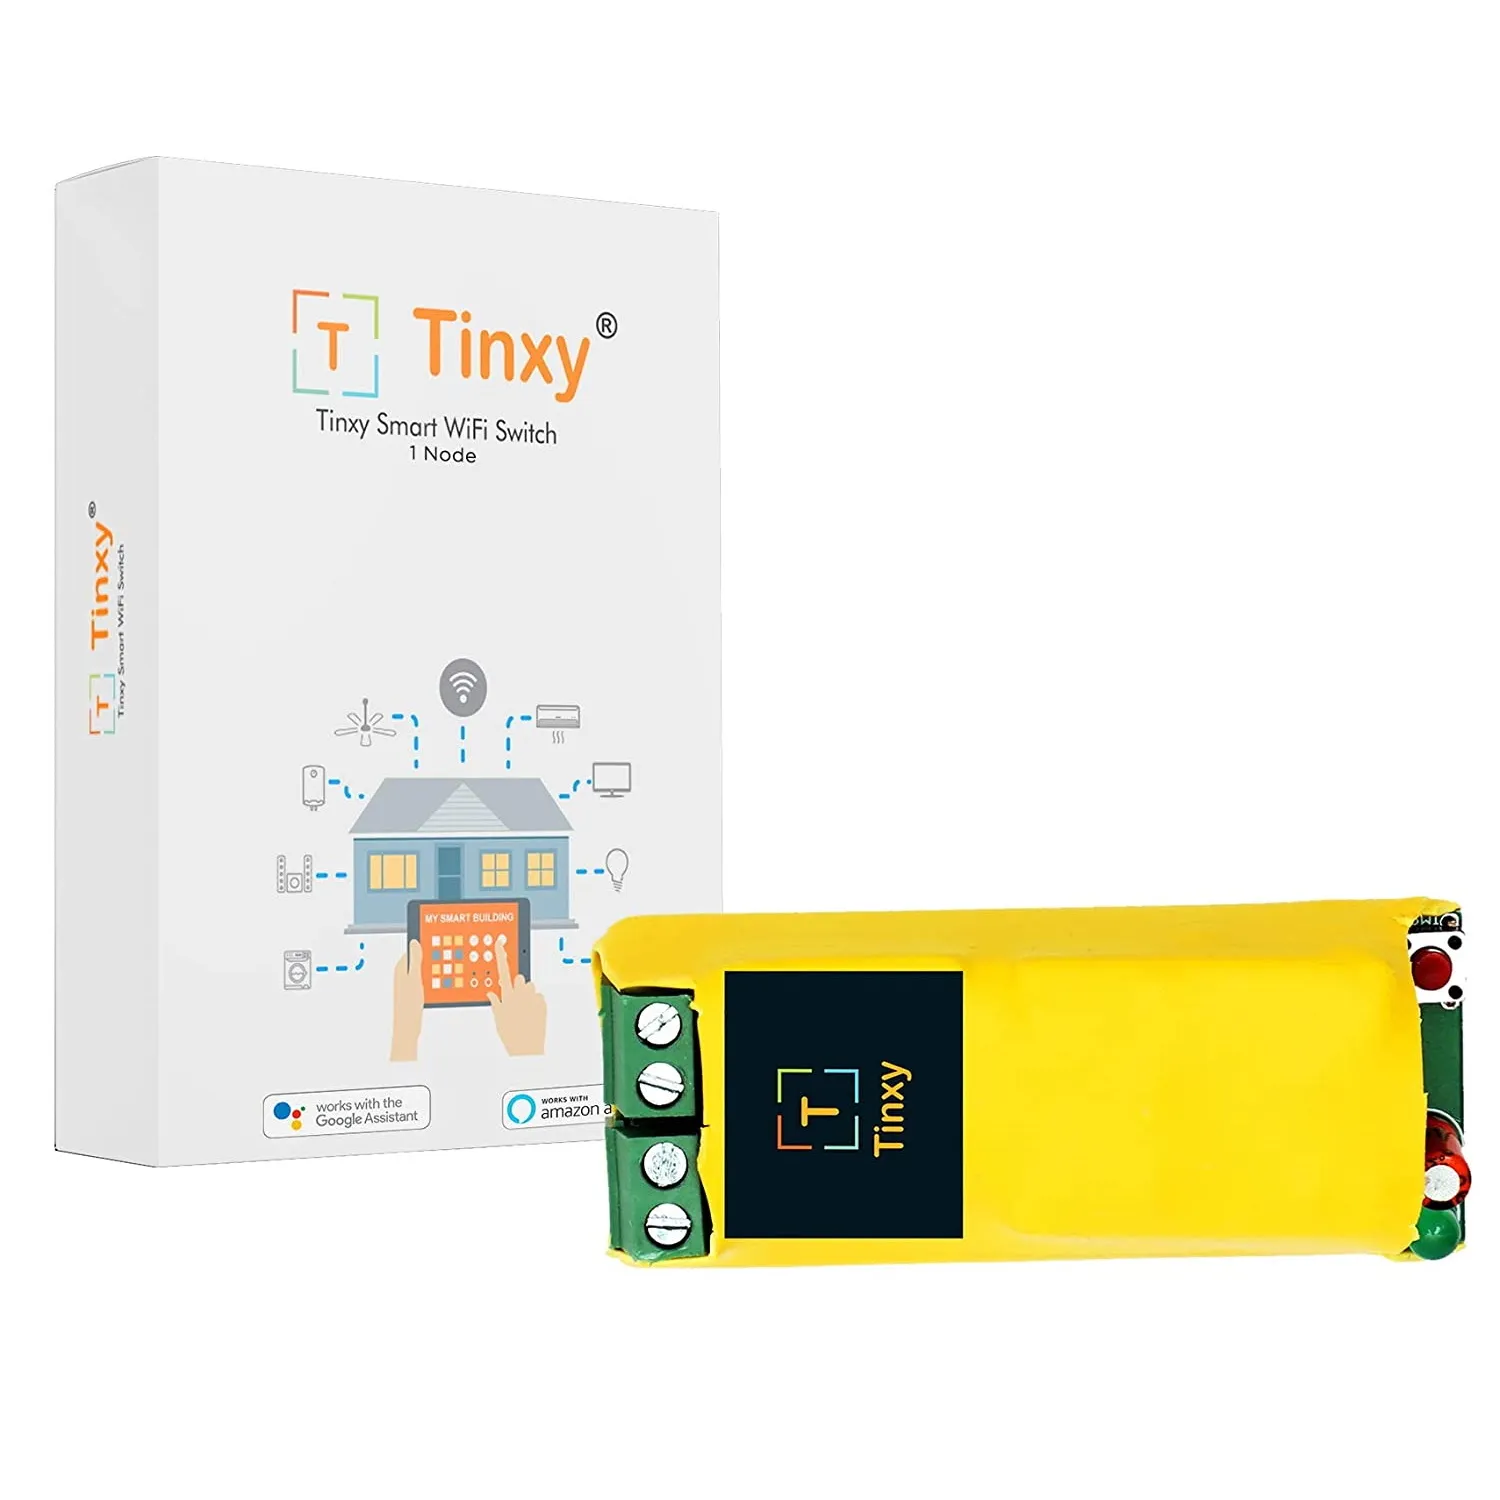 T Tinxy®
Tinxy Smart WiFi Switch
1 Node
T Tinxy®
Tinxy Smart WiFi Switch
MY SMART BUILDING
works with the
Google Assistant
WORKS WITH
amazon a
T
Tinxy